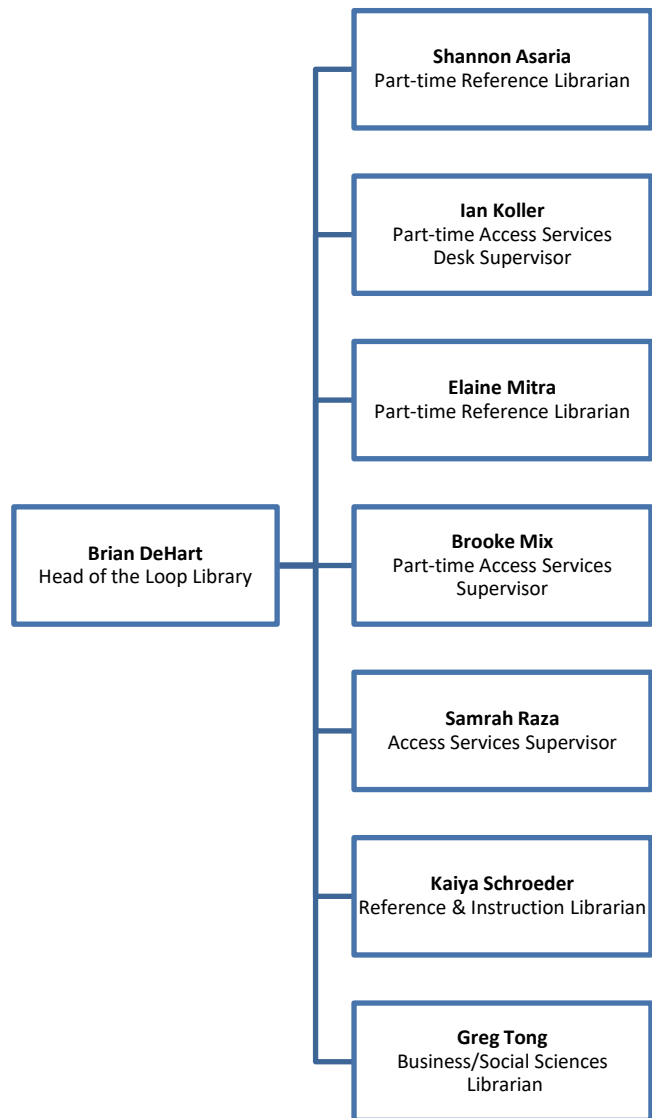 Shannon Asaria
Part-time Reference Librarian
Ian Koller
Part-time Access Services
Desk Supervisor
Elaine Mitra
Part-time Reference Librarian
Brian DeHart
Head of the Loop Library
Brooke Mix
Part-time Access Services
Supervisor
Samrah Raza
Access Services Supervisor
Kaiya Schroeder
Reference & Instruction Librarian
Greg Tong
Business/Social Sciences
Librarian